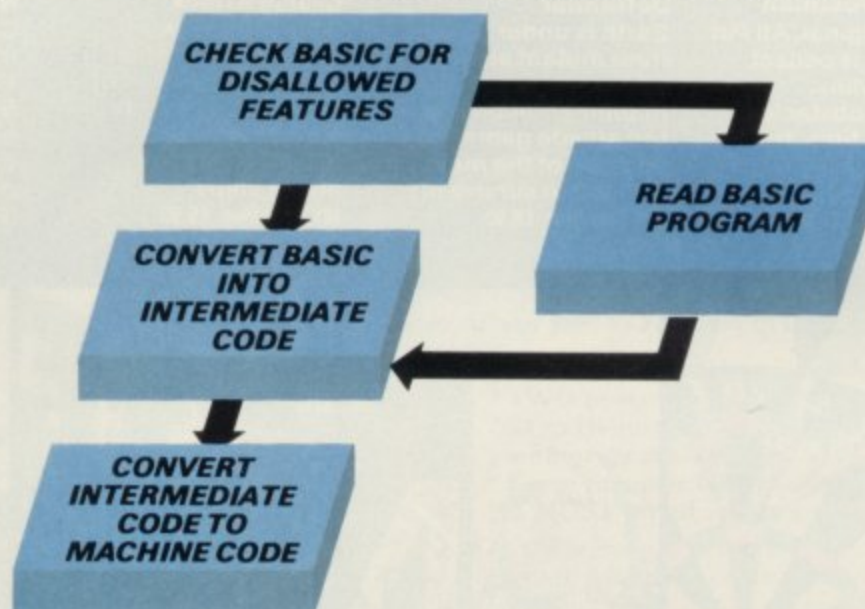 CHECK BASIC FOR
DISALLOWED
FEATURES
READ BASIC
PROGRAM
CONVERT BASIC
INTO
INTERMEDIATE
CODE
CONVERT
INTERMEDIATE
CODE TO
MACHINE CODE